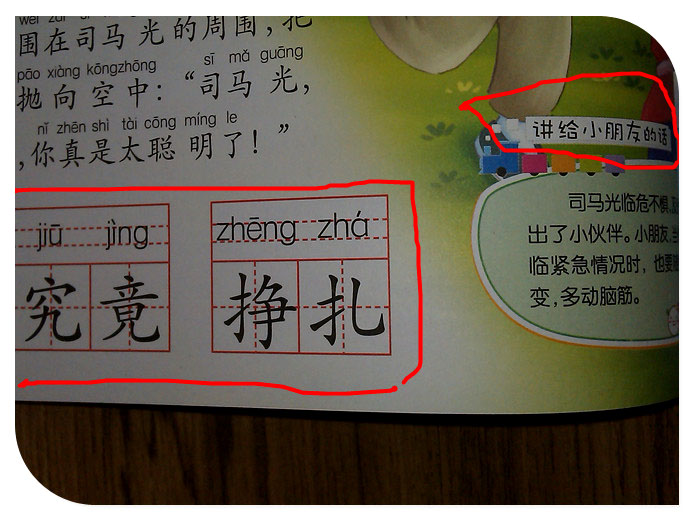 围在司马光的周围，把
pāo xiàng kōngzhōng sī mǎ guāng
抛向空中：“司马光，
nǐ zhēn shì tài cōng míng le
，你真是太聪明了！”
jiū jìng zhēng zhá
究竟 挣扎
讲给小朋友的话
司马光临危不惧，
出了小伙伴。小朋友，
临紧急情况时，也要
变，多动脑筋。